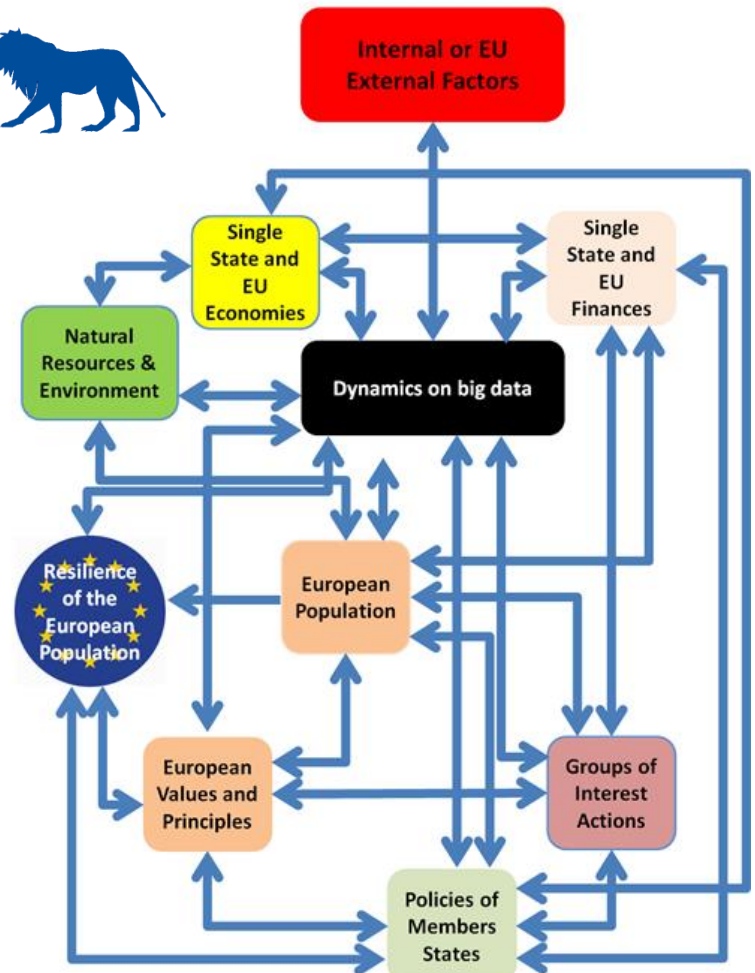 Internal or EU
External Factors
Single
State and
EU
Economies
Single
State and
EU
Finances
Natural
Resources &
Environment
Dynamics on big data
Resilience
of the
European
Population
European
Population
European
Values and
Principles
Groups of
Interest
Actions
Policies of
Members
States